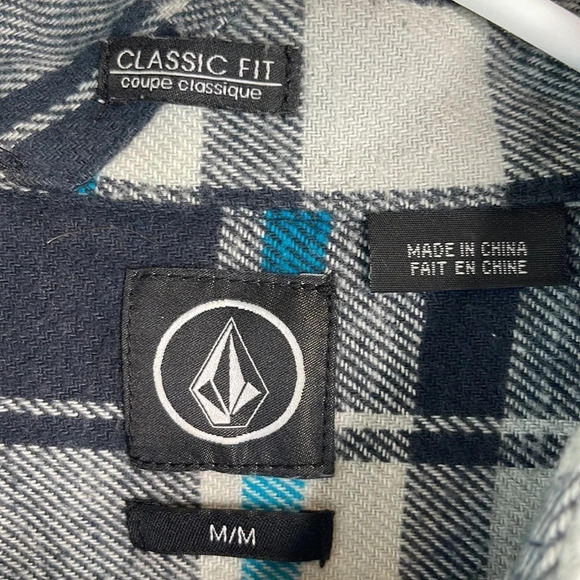 CLASSIC FIT
coupe classique
MADE IN CHINA
FAIT EN CHINE
M/M